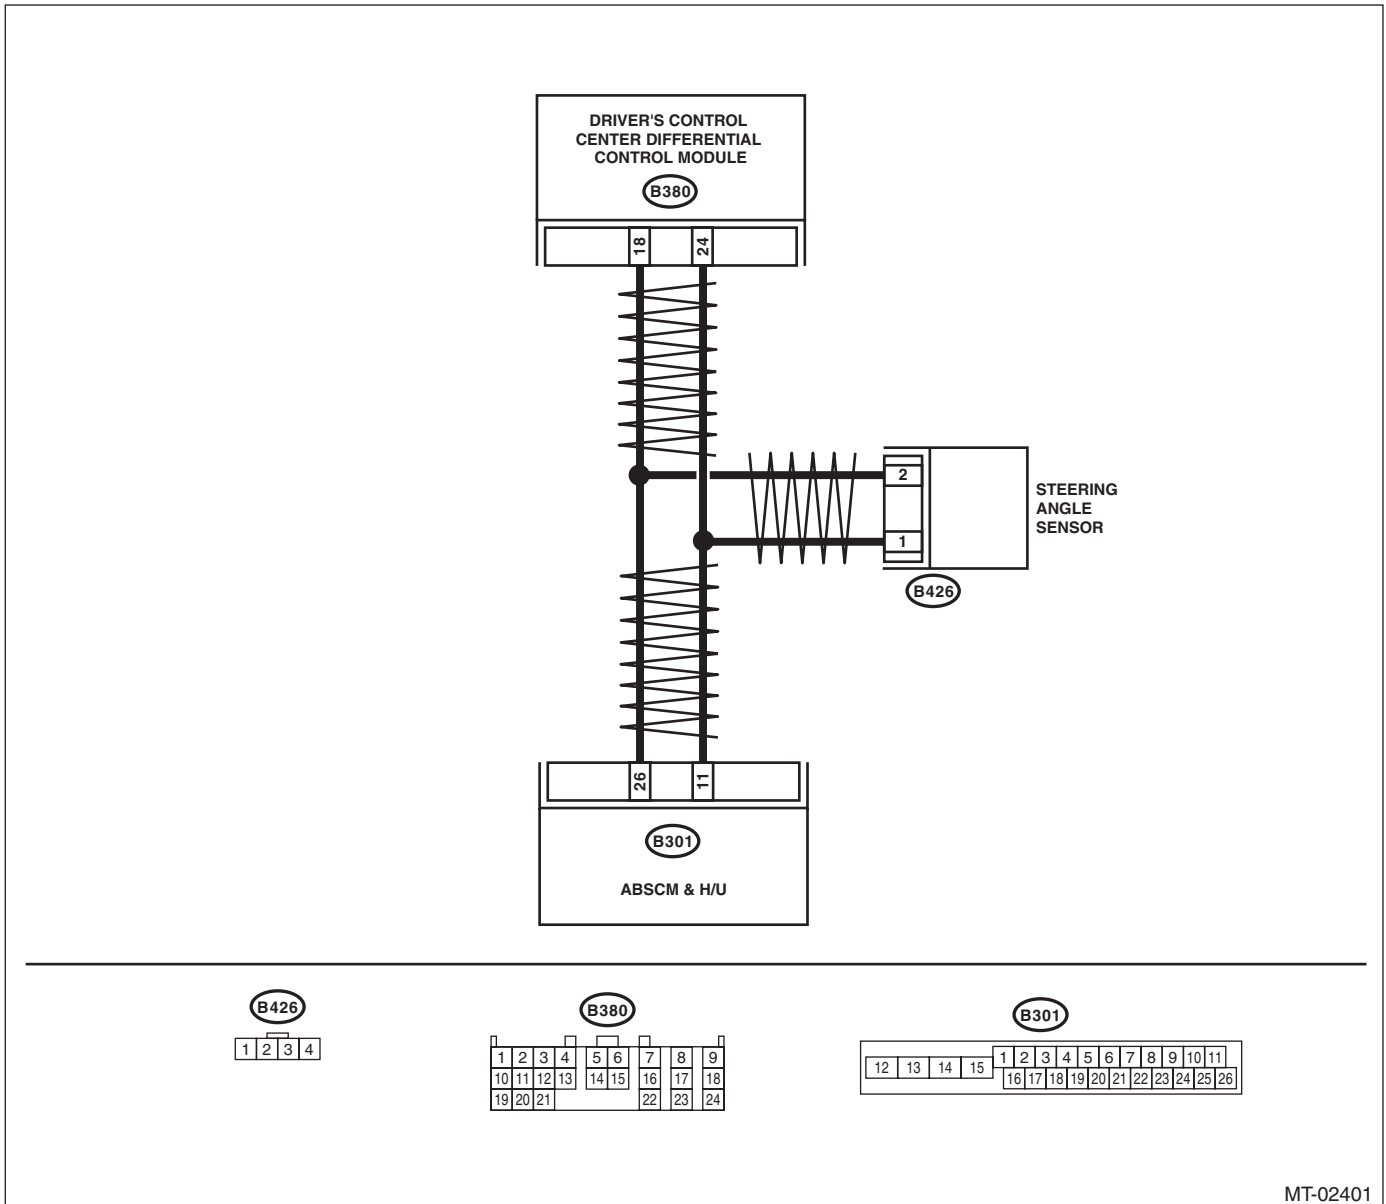 DRIVER'S CONTROL
CENTER DIFFERENTIAL
CONTROL MODULE
B380
18
24
2
1
STEERING
ANGLE
SENSOR
B426
26
11
B301
ABSCM & H/U
B426
1 2 3 4
B380
1 2 3 4 5 6 7 8 9
10 11 12 13 14 15 16 17 18
19 20 21 22 23 24
B301
12 13 14 15 1 2 3 4 5 6 7 8 9 10 11
16 17 18 19 20 21 22 23 24 25 26
MT-02401